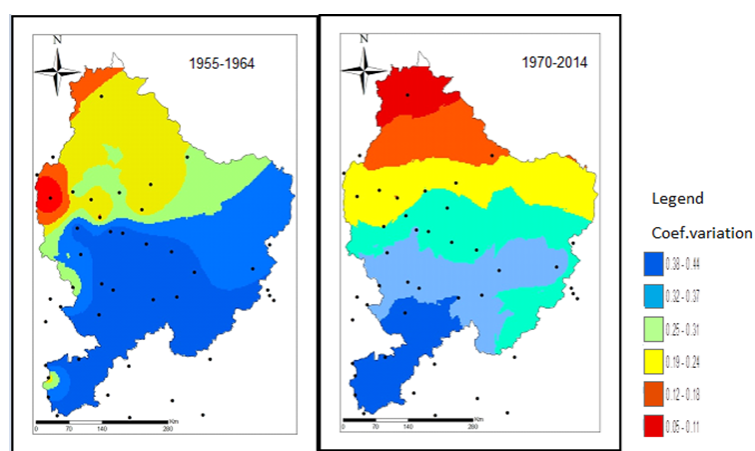 1955-1964
N
0 70 140 280
Km
1970-2014
N
0 70 140 280
Km
Legend
Coef.variation
0.38 - 0.44
0.32 - 0.37
0.25 - 0.31
0.19 - 0.24
0.12 - 0.18
0.05 - 0.11